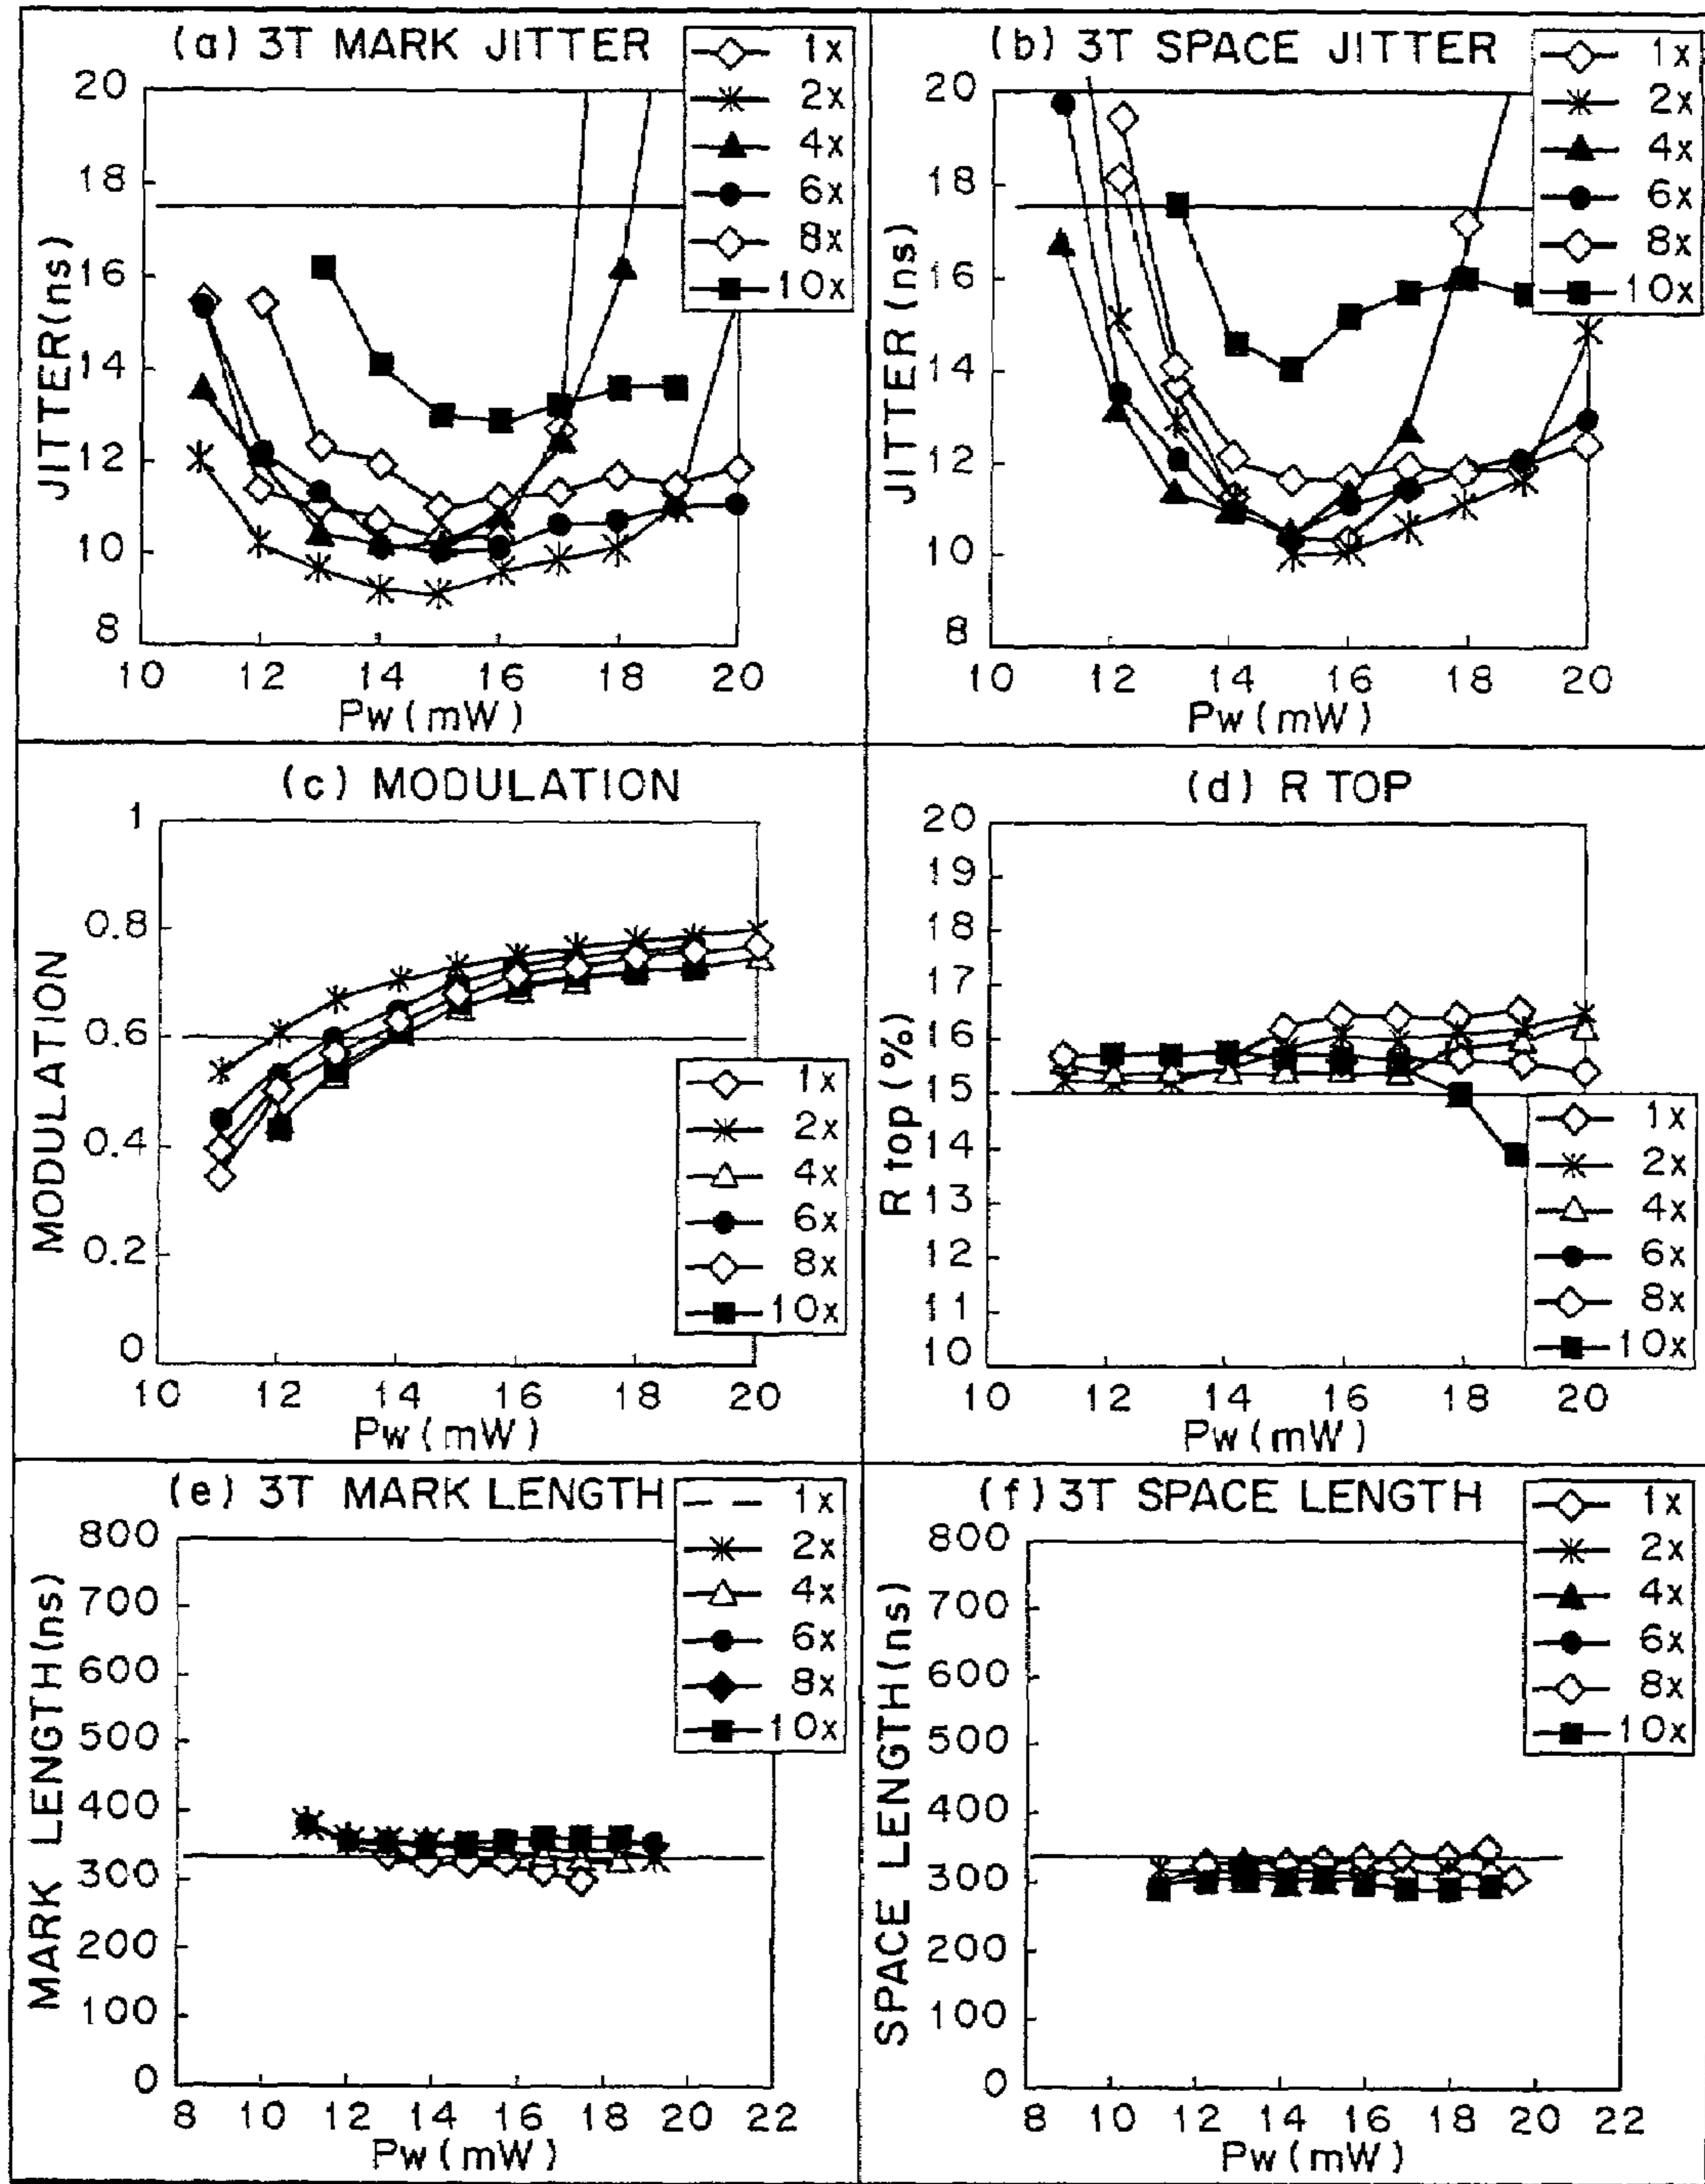 (a) 3T MARK JITTER
1x
2x
4x
6x
8x
10x
JITTER(ns)
20
18
16
14
12
10
8
10 12 14 16 18 20
Pw(mW)
(b) 3T SPACE JITTER
1x
2x
4x
6x
8x
10x
JITTER(ns)
20
18
16
14
12
10
8
10 12 14 16 18 20
Pw(mW)
(c) MODULATION
MODULATION
1
0.8
0.6
0.4
0.2
0
1x
2x
4x
6x
8x
10x
10 12 14 16 18 20
Pw(mW)
(d) R TOP
R top(%)
20
19
18
17
16
15
14
13
12
11
10
1x
2x
4x
6x
8x
10x
10 12 14 16 18 20
Pw(mW)
(e) 3T MARK LENGTH
1x
2x
4x
6x
8x
10x
MARK LENGTH(ns)
800
700
600
500
400
300
200
100
0
8 10 12 14 16 18 20 22
Pw(mW)
(f) 3T SPACE LENGTH
1x
2x
4x
6x
8x
10x
SPACE LENGTH(ns)
800
700
600
500
400
300
200
100
0
8 10 12 14 16 18 20 22
Pw(mW)